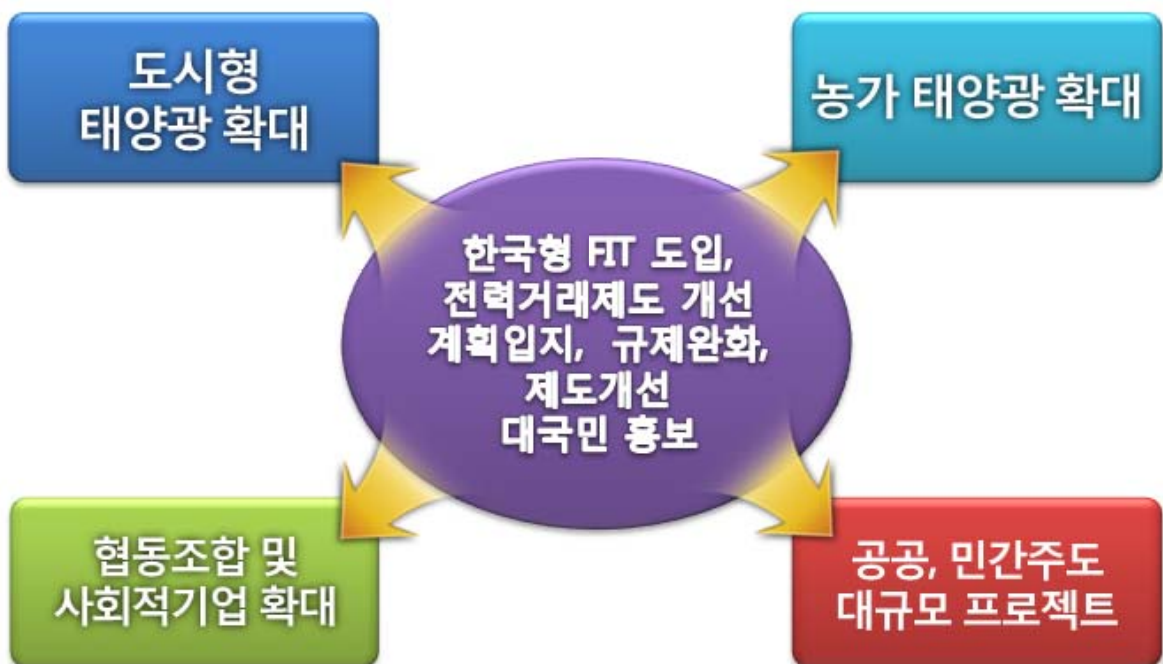 도시형
태양광 확대
농가 태양광 확대
한국형 FIT 도입,
전력거래제도 개선
계획입지, 규제완화,
제도개선
대국민 홍보
협동조합 및
사회적기업 확대
공공, 민간주도
대규모 프로젝트